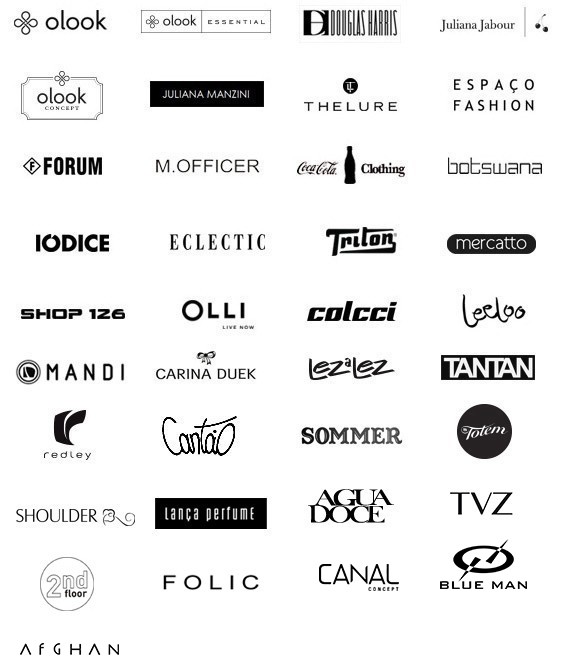 olook
olook ESSENTIAL
DOUGLAS HARRIS
Juliana Jabour
olook
CONCEPT
JULIANA MANZINI
THELURE
ESPAÇO
FASHION
FORUM
M.OFFICER
Coca-Cola Clothing
botswana
IÓDICE
ECLECTIC
Triton
mercatto
SHOP 126
OLLI
LIVE NOW
colcci
Leeloo
MANDI
CARINA DUEK
Lez a Lez
TANTAN
redley
Cantão
SOMMER
Totem
SHOULDER
Lança perfume
AGUA
DOCE
TVZ
2nd
floor
FOLIC
CANAL
CONCEPT
BLUE MAN
AFGHAN